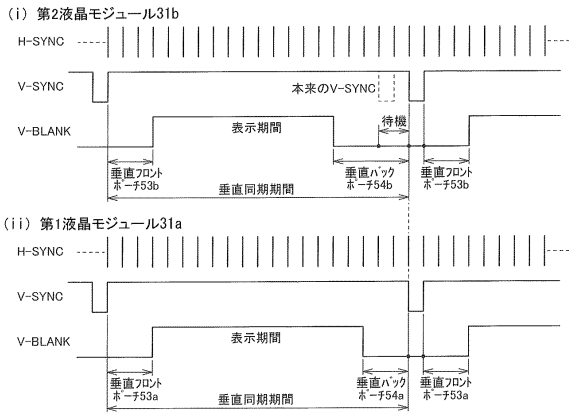 (i) 第2液晶モジュール31b
H-SYNC
V-SYNC
本来のV-SYNC
V-BLANK
表示期間
待機
垂直フロント
ポーチ53b
垂直バック
ポーチ54b
垂直フロント
ポーチ53b
垂直同期期間
(ii) 第1液晶モジュール31a
H-SYNC
V-SYNC
V-BLANK
表示期間
垂直フロント
ポーチ53a
垂直バック
ポーチ54a
垂直フロント
ポーチ53a
垂直同期期間